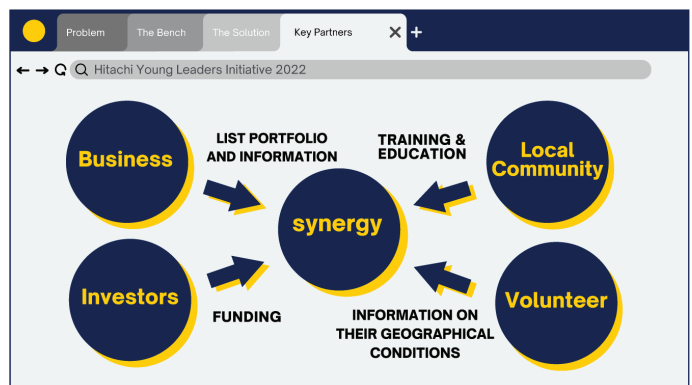 Problem
The Bench
The Solution
Key Partners
Hitachi Young Leaders Initiative 2022
Business
LIST PORTFOLIO
AND INFORMATION
TRAINING &
EDUCATION
Local
Community
synergy
Investors
FUNDING
INFORMATION ON
THEIR GEOGRAPHICAL
CONDITIONS
Volunteer